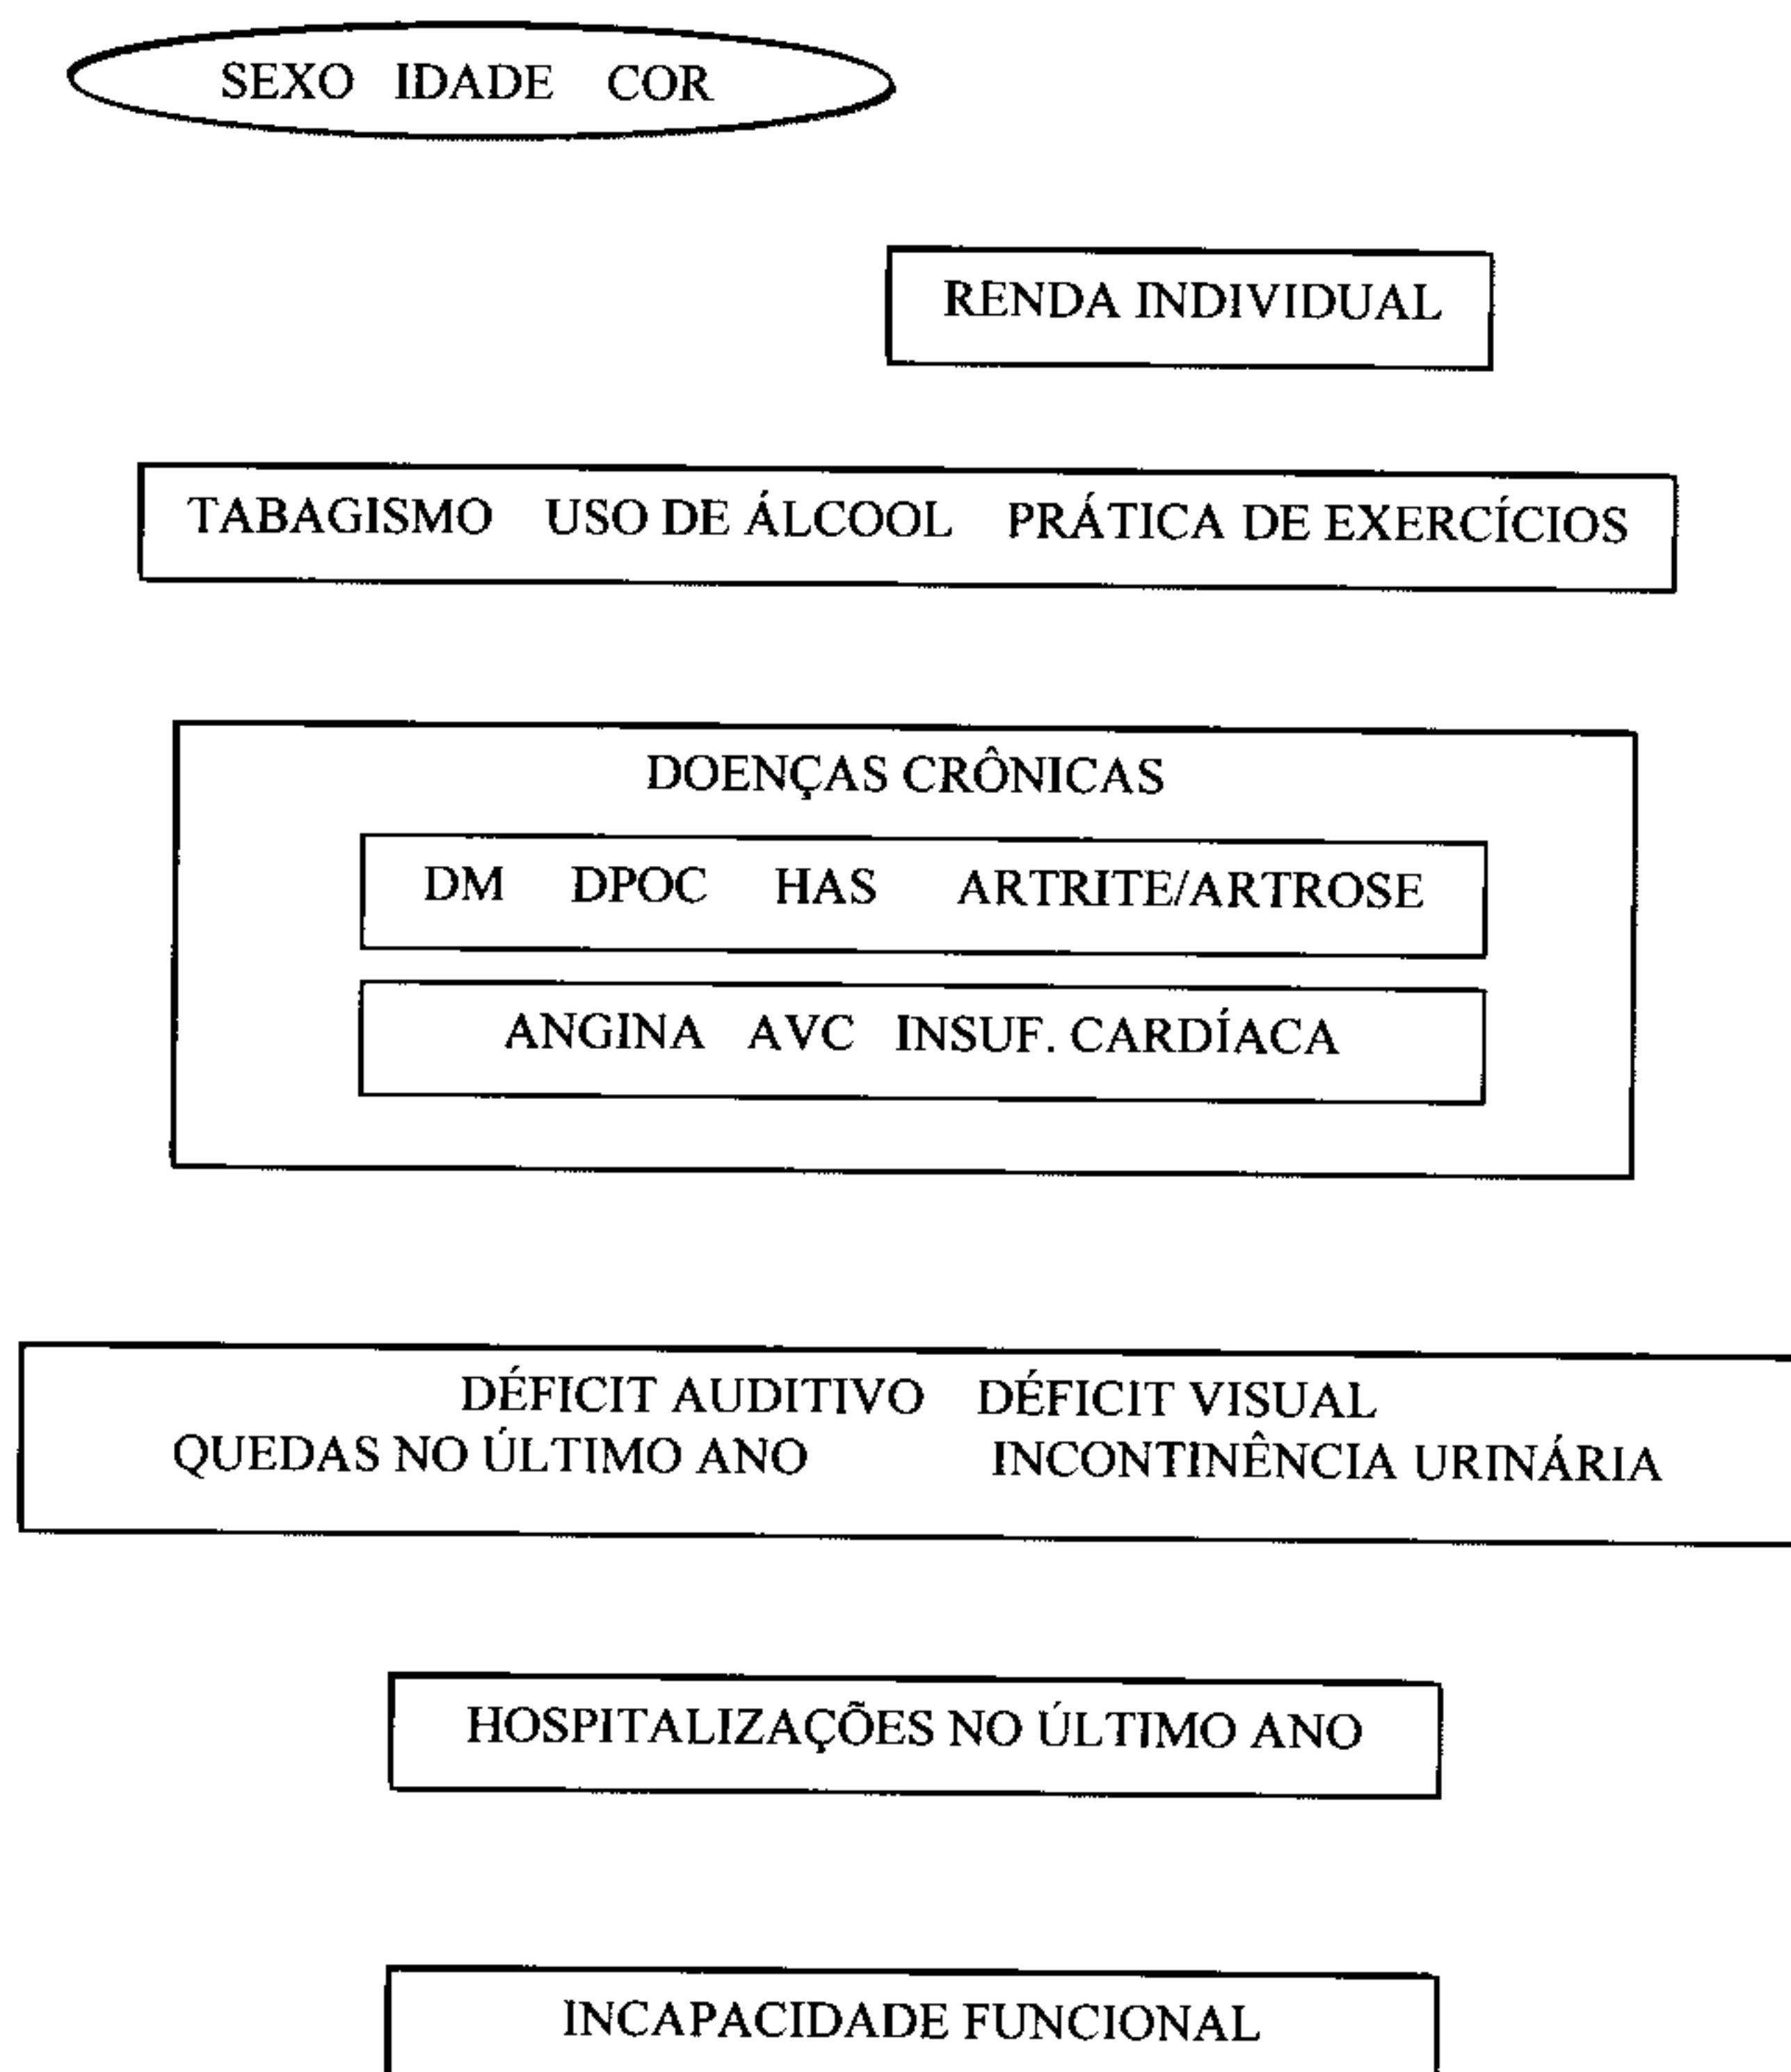 SEXO IDADE COR
RENDA INDIVIDUAL
TABAGISMO USO DE ÁLCOOL PRÁTICA DE EXERCÍCIOS
DOENÇAS CRÔNICAS
DM DPOC HAS ARTRITE/ARTROSE
ANGINA AVC INSUF. CARDÍACA
DÉFICIT AUDITIVO DÉFICIT VISUAL
QUEDAS NO ÚLTIMO ANO INCONTINÊNCIA URINÁRIA
HOSPITALIZAÇÕES NO ÚLTIMO ANO
INCAPACIDADE FUNCIONAL